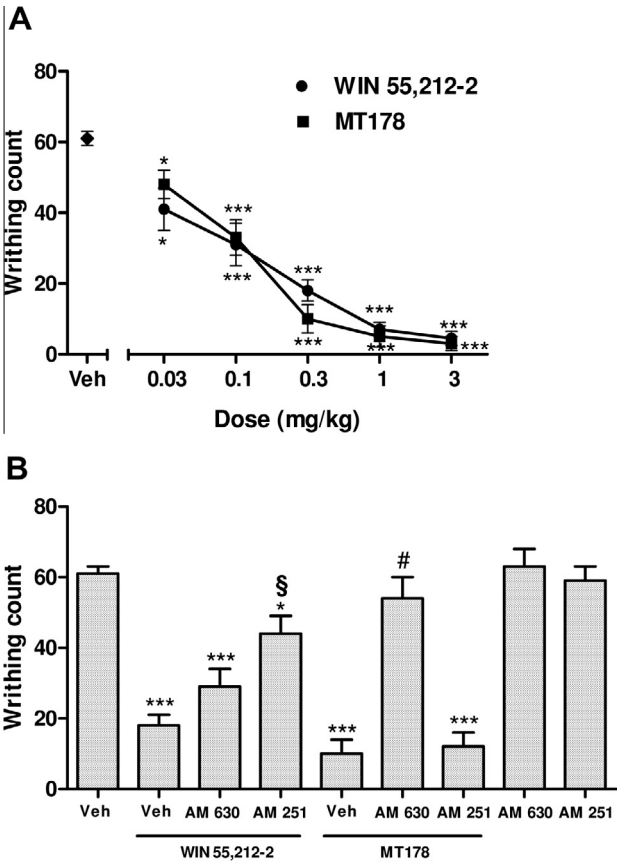 A
80
WIN 55,212-2
MT178
60
Writhing count
*
***
40
*
***
***
20
***
***
***
***
***
0
Veh 0.03 0.1 0.3 1 3
Dose (mg/kg)
B
80
#
60
§
*
Writhing count
40
***
***
***
***
20
0
Veh Veh AM 630 AM 251 Veh AM 630 AM 251 AM 630 AM 251
WIN 55,212-2 MT178